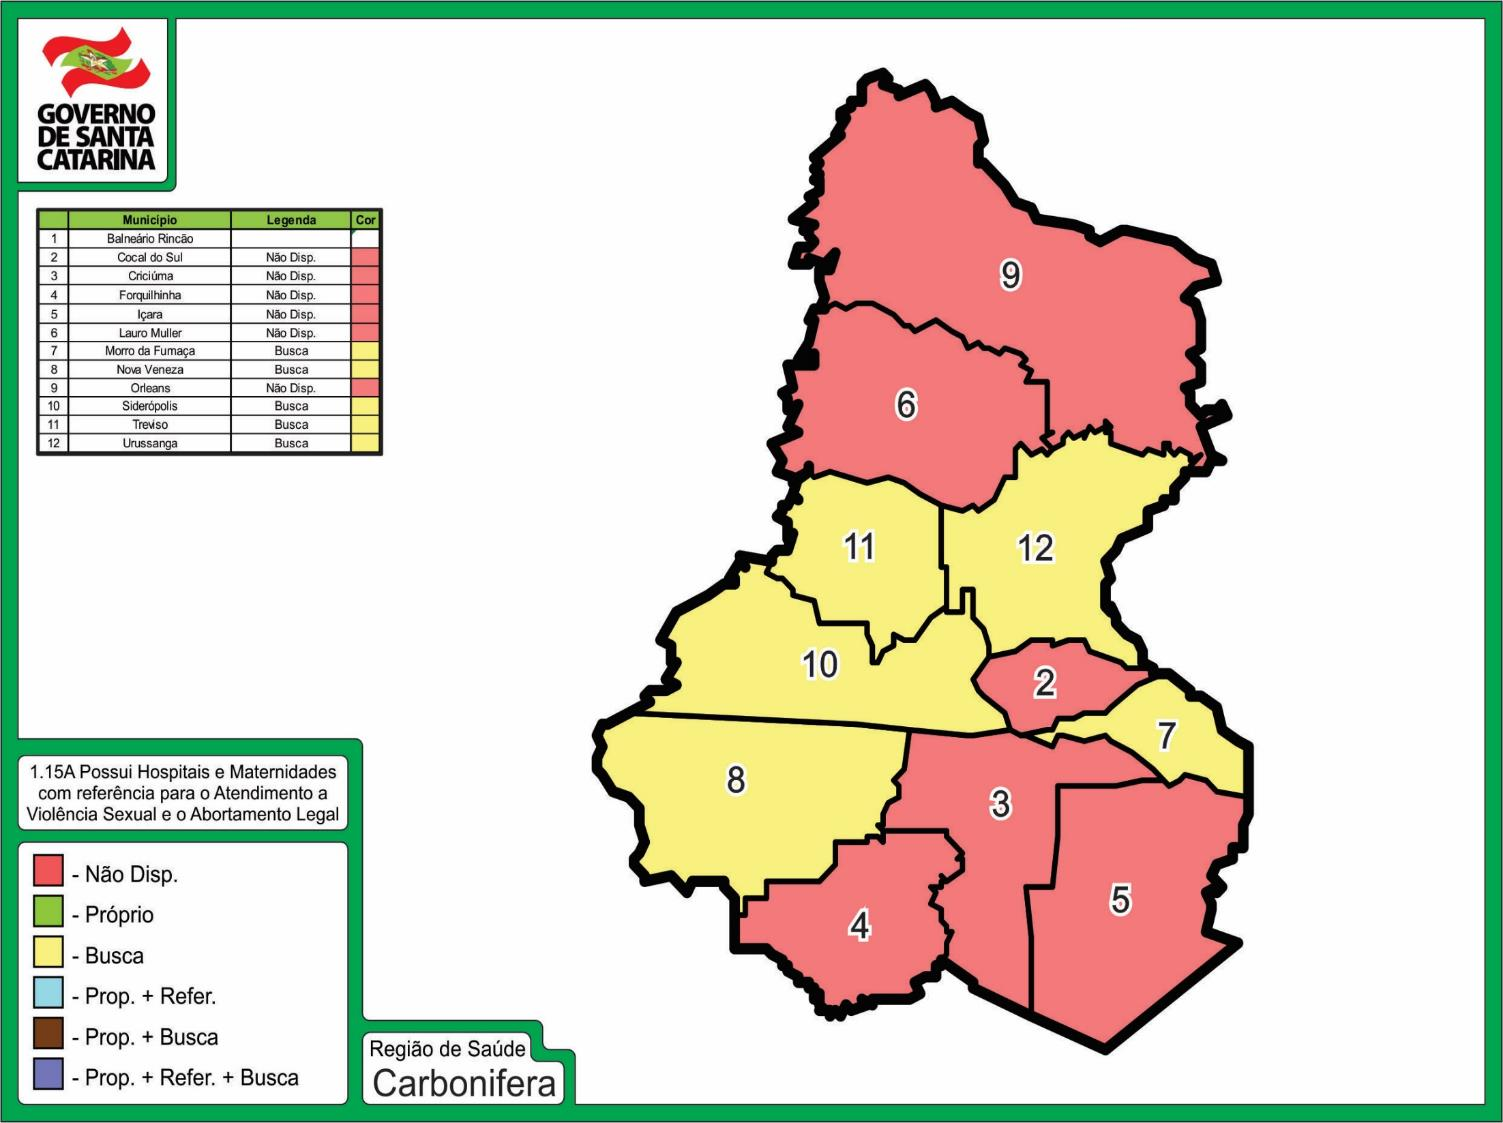 GOVERNO
DE SANTA
CATARINA
Município Legenda Cor
1 Balneário Rincão
2 Cocal do Sul Não Disp.
3 Criciúma Não Disp.
4 Forquilhinha Não Disp.
5 Içara Não Disp.
6 Lauro Muller Não Disp.
7 Morro da Fumaça Busca
8 Nova Veneza Busca
9 Orleans Não Disp.
10 Siderópolis Busca
11 Treviso Busca
12 Urussanga Busca
9
6
11
12
10
2
7
8
3
5
4
1.15A Possui Hospitais e Maternidades
com referência para o Atendimento a
Violência Sexual e o Abortamento Legal
- Não Disp.
- Próprio
- Busca
- Prop. + Refer.
- Prop. + Busca
- Prop. + Refer. + Busca
Região de Saúde
Carbonifera